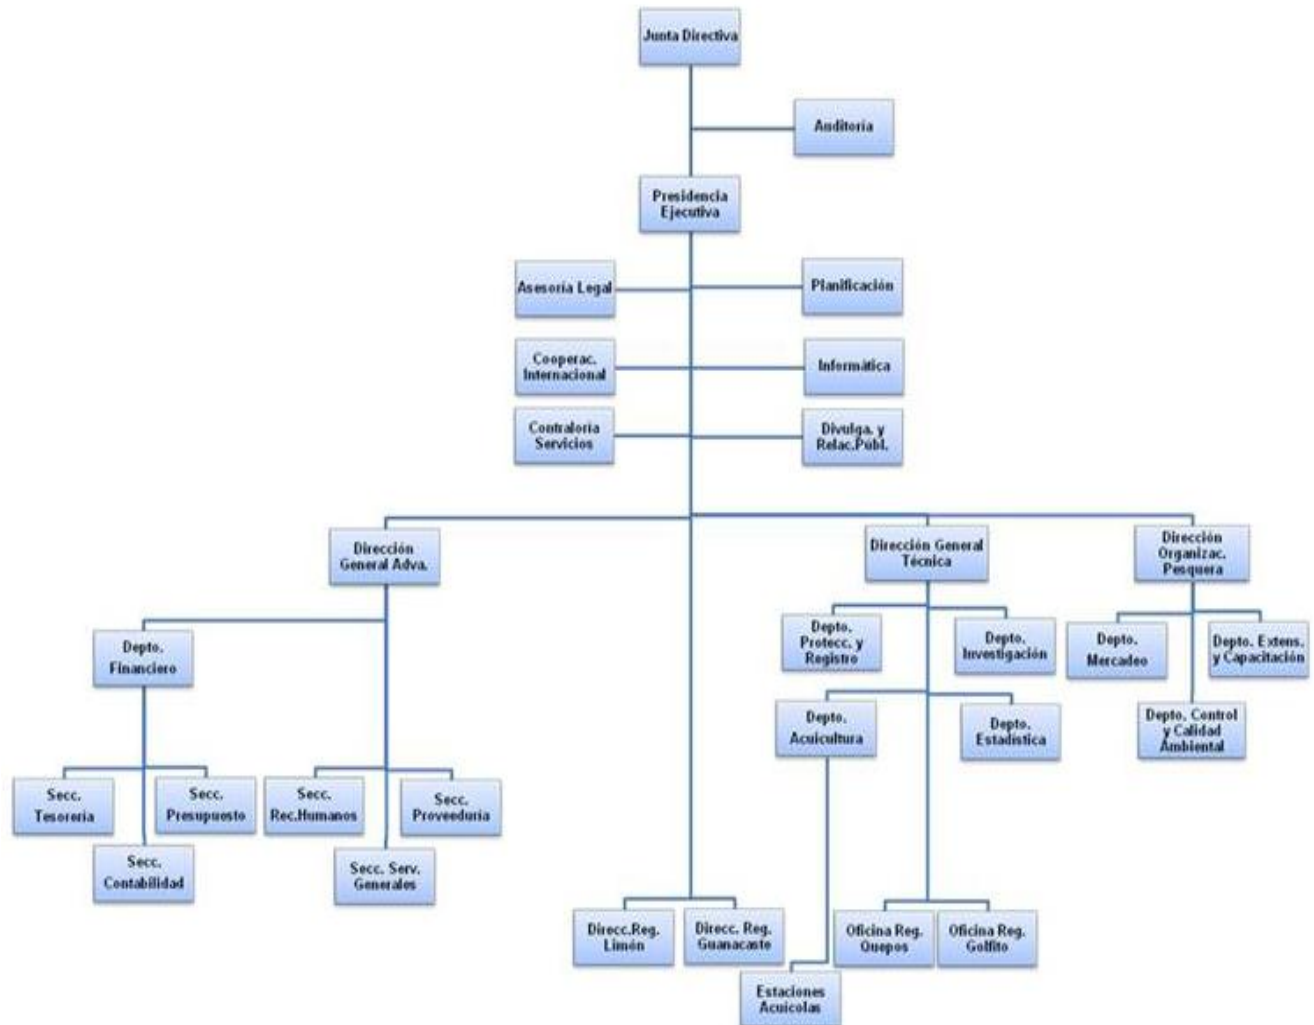 Junta Directiva
Auditoría
Presidencia
Ejecutiva
Asesoría Legal
Planificación
Cooperac.
Internacional
Informática
Contraloría
Servicios
Divulga. y
Relac.Públ.
Dirección
General Adva.
Dirección General
Técnica
Dirección
Organizac.
Pesquera
Depto.
Financiero
Depto.
Protecc. y
Registro
Depto.
Investigación
Depto.
Mercadeo
Depto. Extens.
y Capacitación
Depto.
Acuicultura
Depto.
Estadística
Depto. Control
y Calidad
Ambiental
Secc.
Tesorería
Secc.
Presupuesto
Secc.
Rec.Humanos
Secc.
Proveeduría
Secc.
Contabilidad
Secc. Serv.
Generales
Direcc.Reg.
Limón
Direcc. Reg.
Guanacaste
Oficina Reg.
Quepos
Oficina Reg.
Golfito
Estaciones
Acuícolas